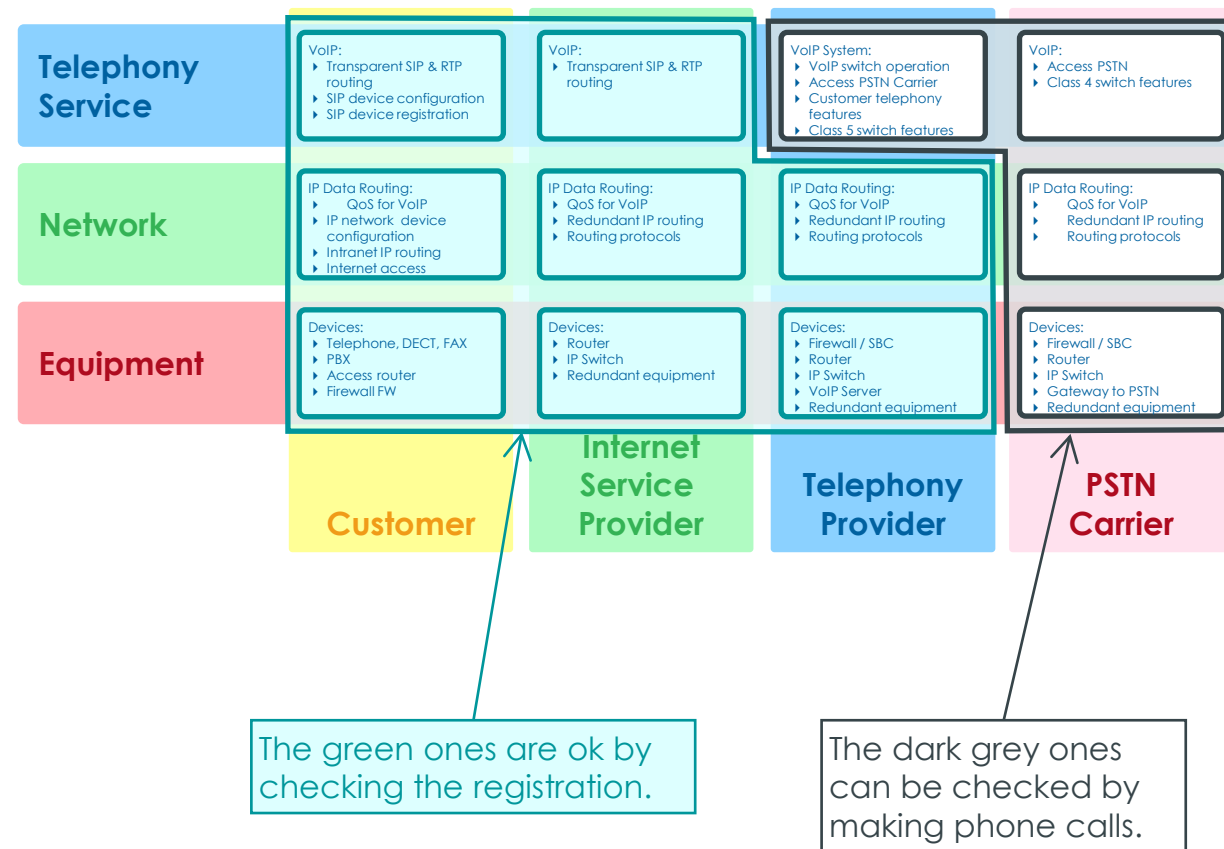 Telephony
Service
VoIP:
Transparent SIP & RTP
routing
SIP device configuration
SIP device registration
VoIP:
Transparent SIP & RTP
routing
VoIP System:
VoIP switch operation
Access PSTN Carrier
Customer telephony
features
Class 5 switch features
VoIP:
Access PSTN
Class 4 switch features
Network
IP Data Routing:
QoS for VoIP
IP network device
configuration
Intranet IP routing
Internet access
IP Data Routing:
QoS for VoIP
Redundant IP routing
Routing protocols
IP Data Routing:
QoS for VoIP
Redundant IP routing
Routing protocols
IP Data Routing:
QoS for VoIP
Redundant IP routing
Routing protocols
Equipment
Devices:
Telephone, DECT, FAX
PBX
Access router
Firewall FW
Devices:
Router
IP Switch
Redundant equipment
Devices:
Firewall / SBC
Router
IP Switch
VoIP Server
Redundant equipment
Devices:
Firewall / SBC
Router
IP Switch
Gateway to PSTN
Redundant equipment
Customer
Internet
Service
Provider
Telephony
Provider
PSTN
Carrier
The green ones are ok by
checking the registration.
The dark grey ones
can be checked by
making phone calls.